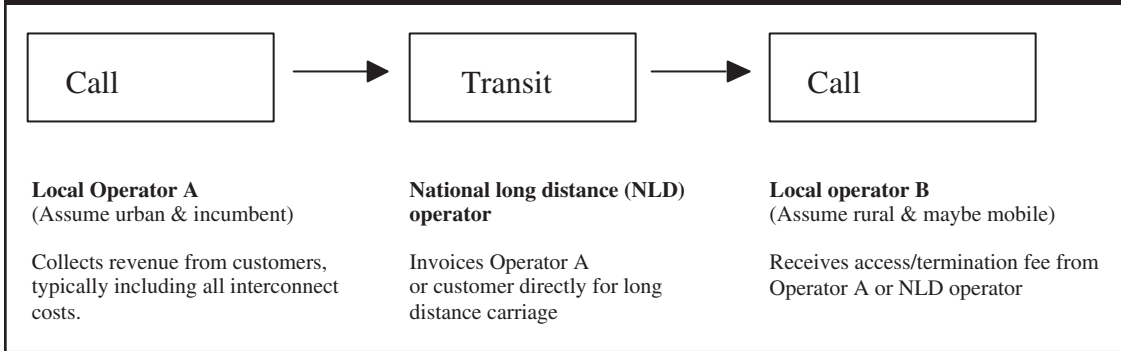 Call
Transit
Call
Local Operator A
(Assume urban & incumbent)
Collects revenue from customers,
typically including all interconnect
costs.
National long distance (NLD)
operator
Invoices Operator A
or customer directly for long
distance carriage
Local operator B
(Assume rural & maybe mobile)
Receives access/termination fee from
Operator A or NLD operator